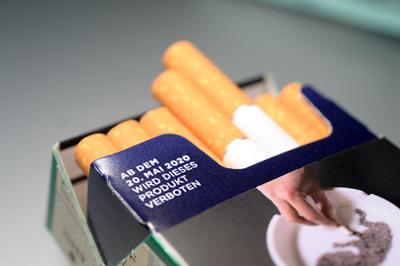 AB DEM
20. MAI 2020
WIRD DIESES
PRODUKT
VERBOTEN